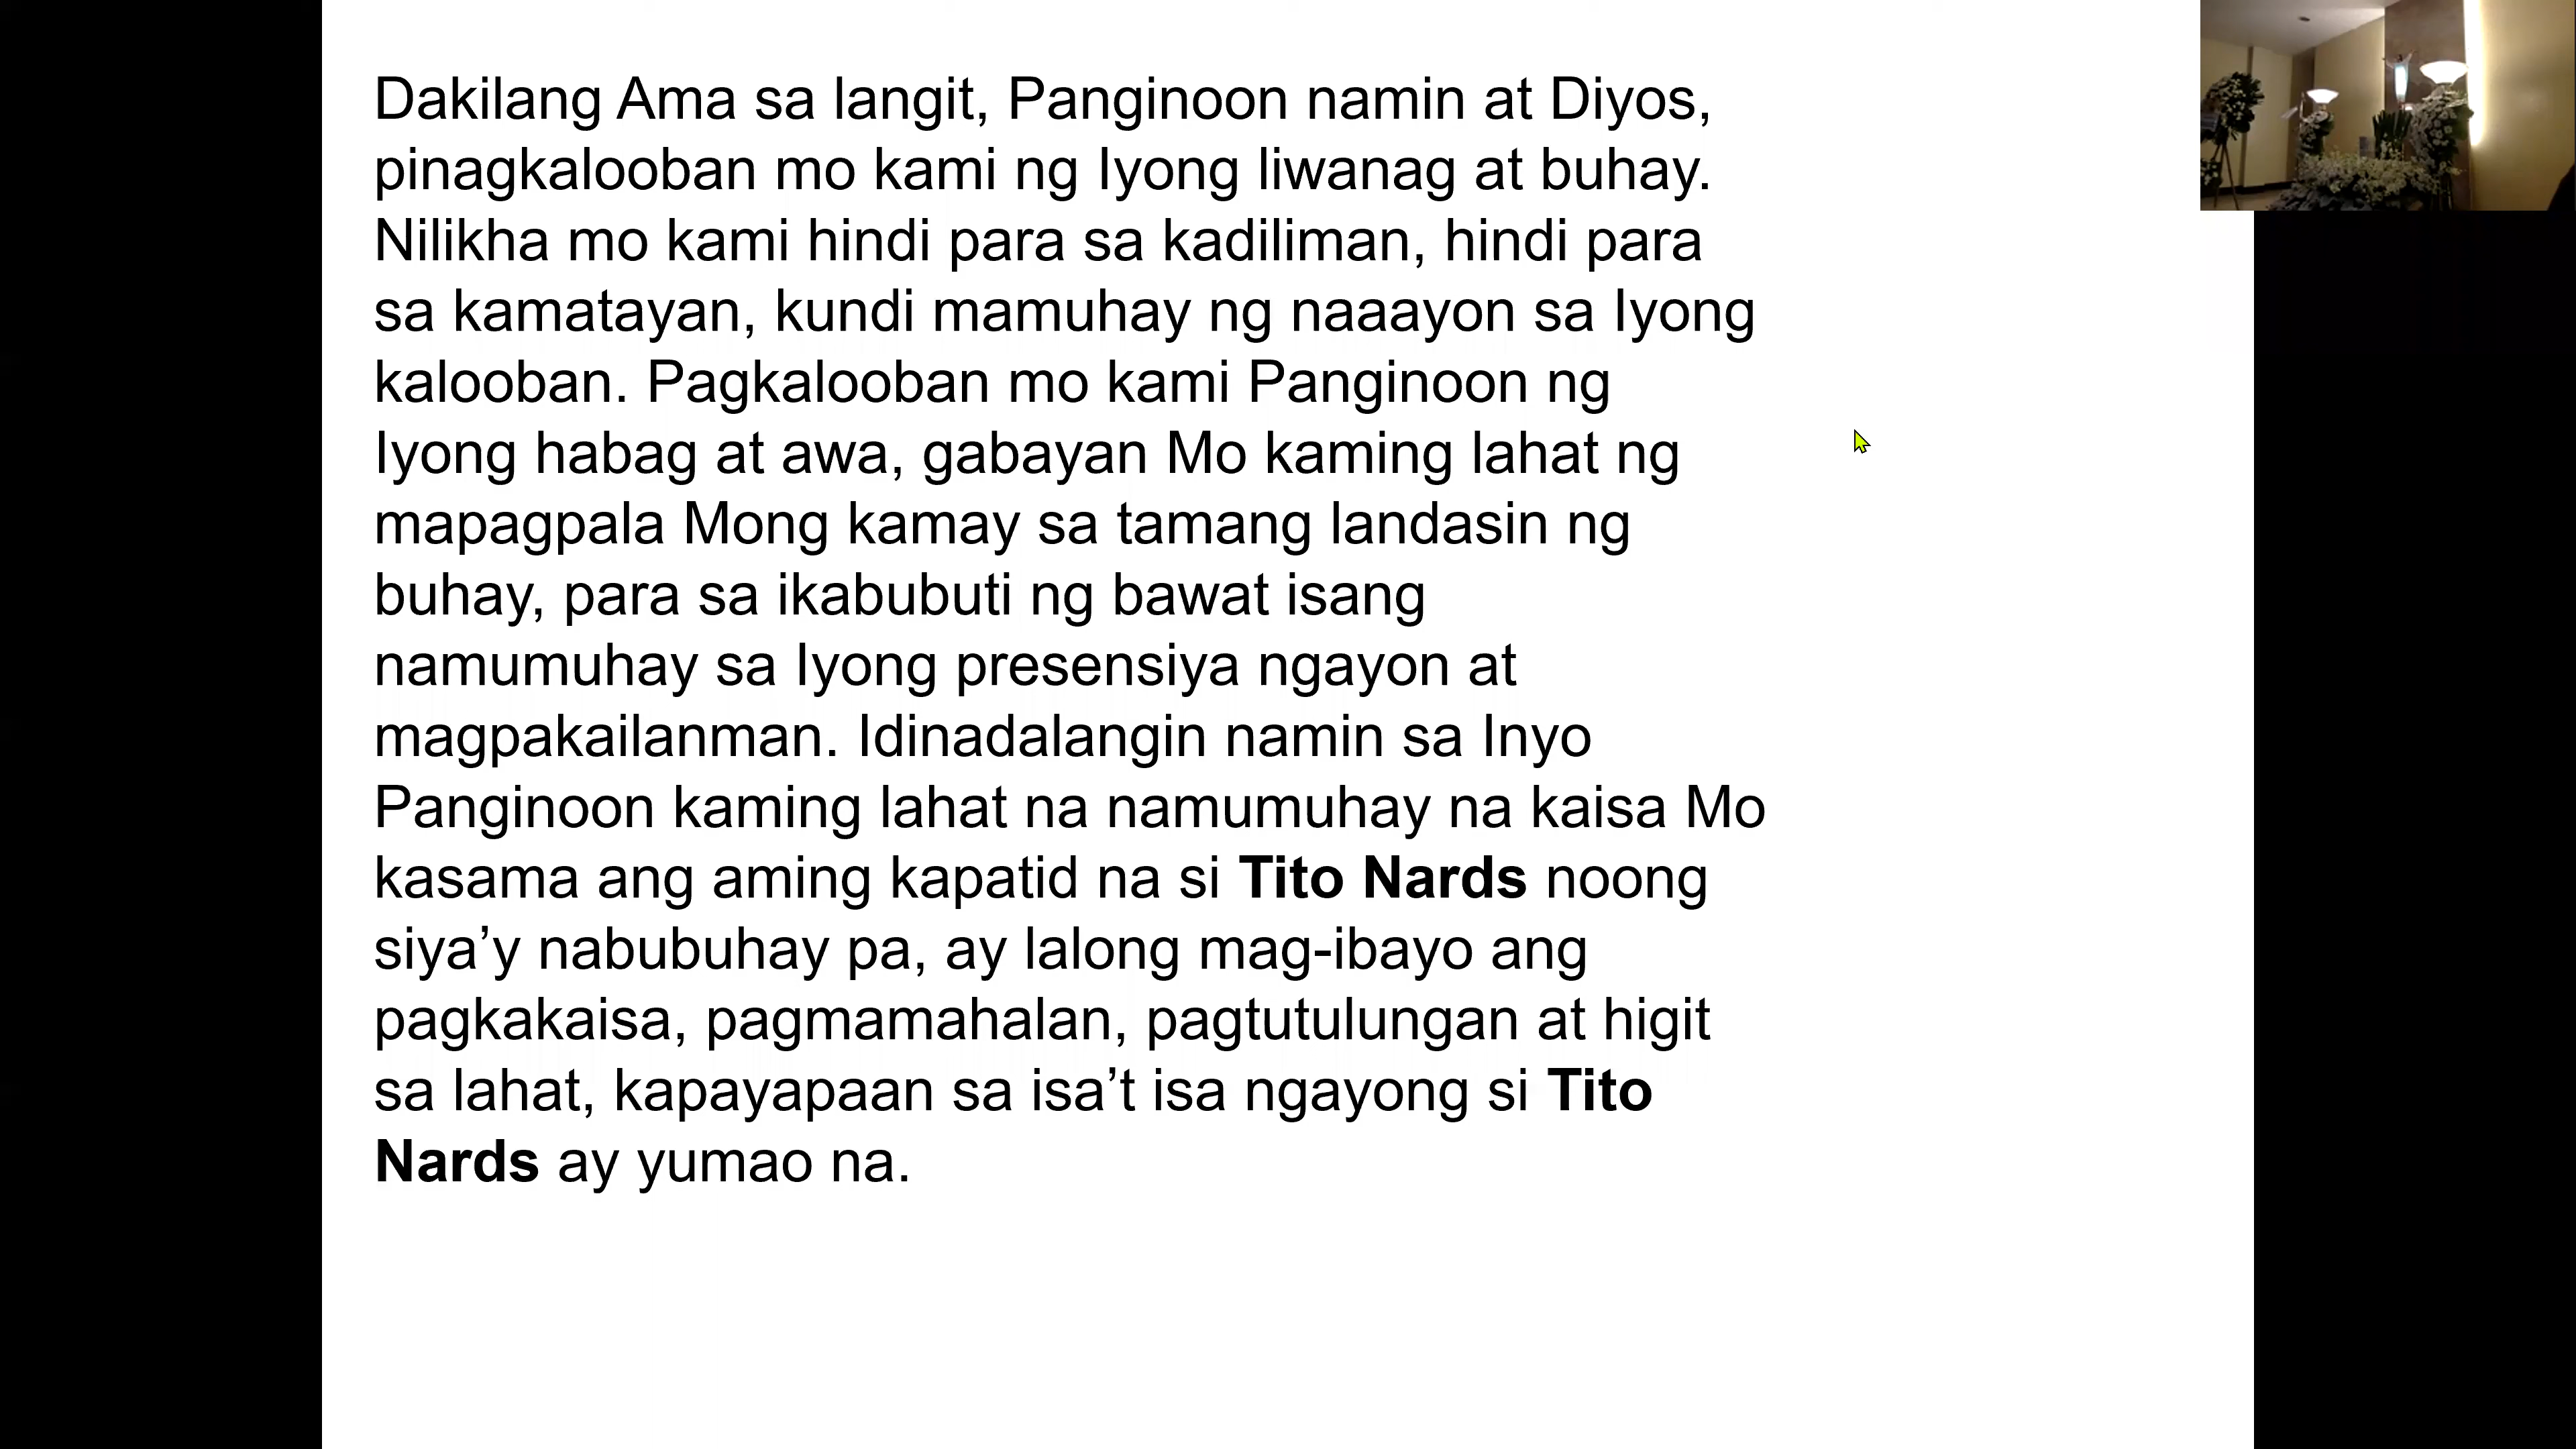 Dakilang Ama sa langit, Panginoon namin at Diyos,
pinagkalooban mo kami ng Iyong liwanag at buhay.
Nilikha mo kami hindi para sa kadiliman, hindi para
sa kamatayan, kundi mamuhay ng naaayon sa Iyong
kalooban. Pagkalooban mo kami Panginoon ng
Iyong habag at awa, gabayan Mo kaming lahat ng
mapagpala Mong kamay sa tamang landasin ng
buhay, para sa ikabubuti ng bawat isang
namumuhay sa Iyong presensiya ngayon at
magpakailanman. Idinadalangin namin sa Inyo
Panginoon kaming lahat na namumuhay na kaisa Mo
kasama ang aming kapatid na si Tito Nards noong
siya’y nabubuhay pa, ay lalong mag-ibayo ang
pagkakaisa, pagmamahalan, pagtutulungan at higit
sa lahat, kapayapaan sa isa’t isa ngayong si Tito
Nards ay yumao na.